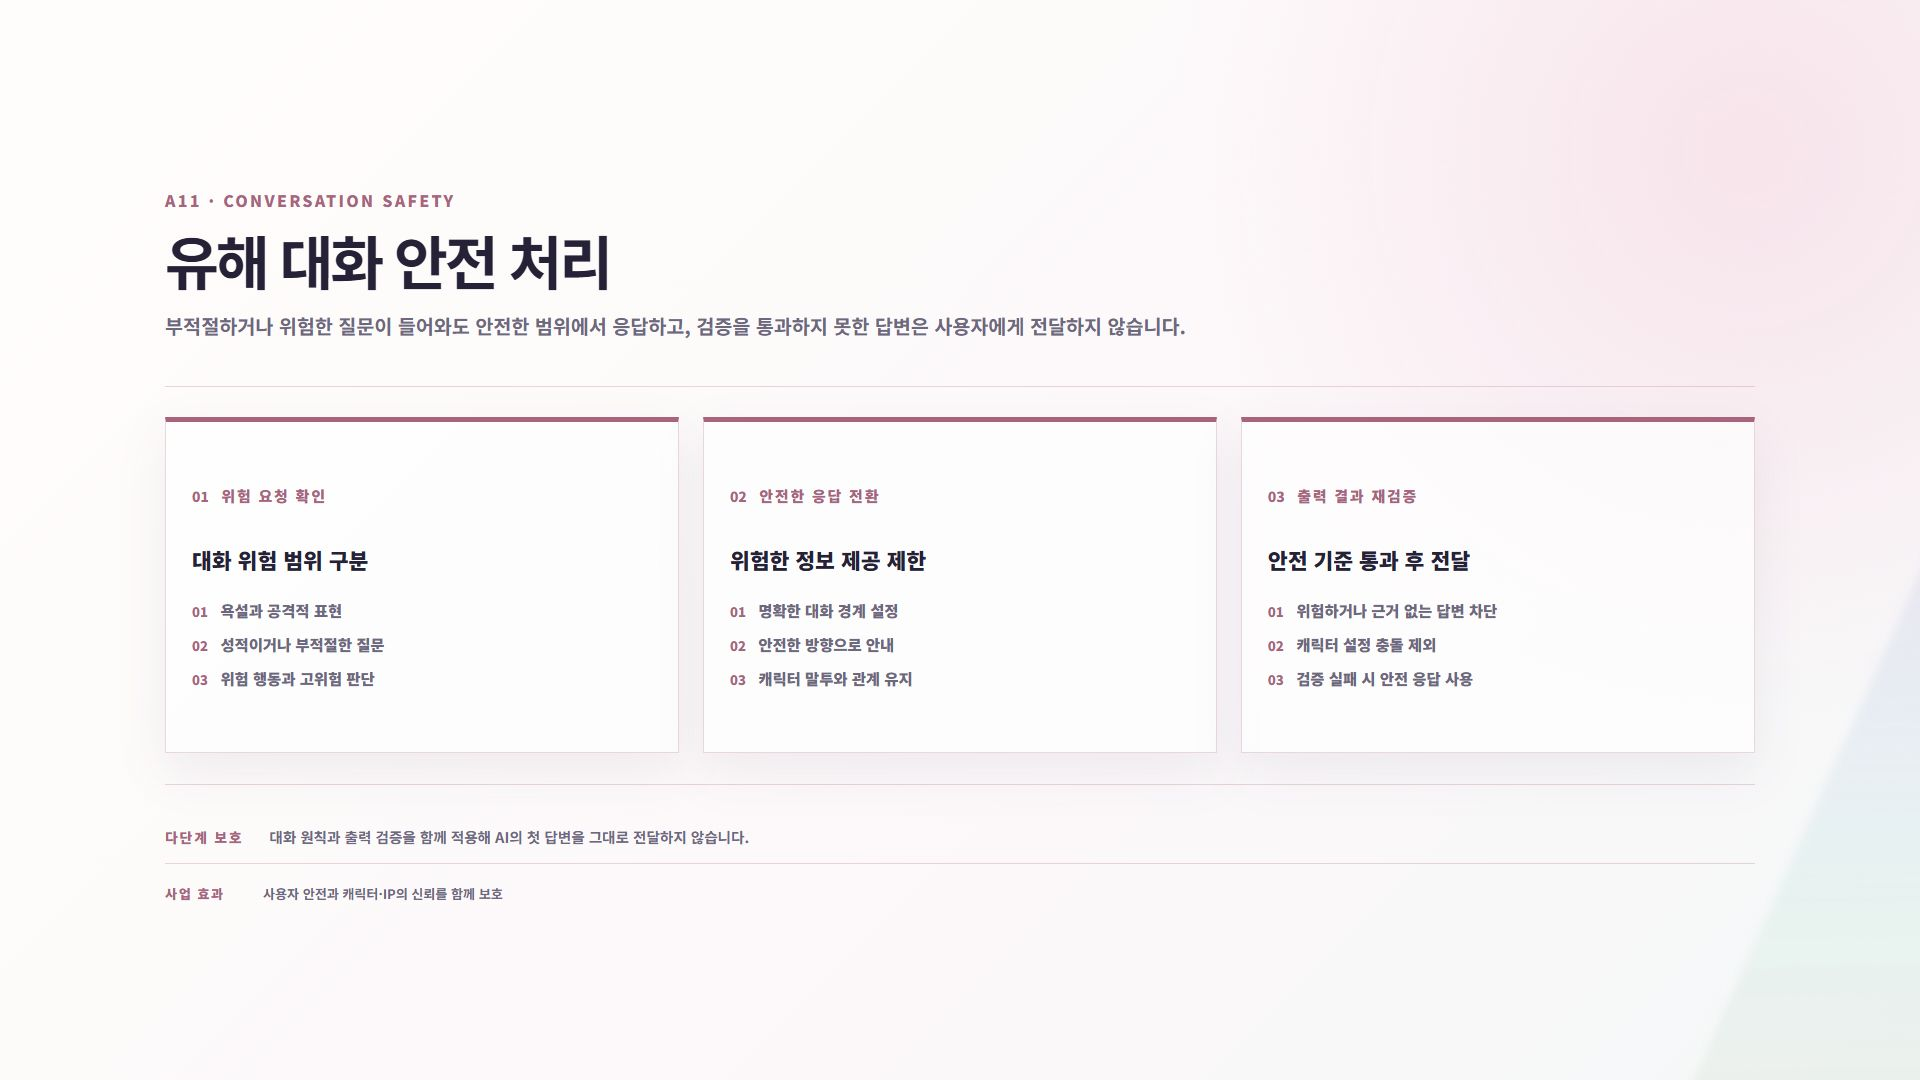 A11 · CONVERSATION SAFETY
유해 대화 안전 처리
부적절하거나 위험한 질문이 들어와도 안전한 범위에서 응답하고, 검증을 통과하지 못한 답변은 사용자에게 전달하지 않습니다.
01 위험 요청 확인
대화 위험 범위 구분
01 욕설과 공격적 표현
02 성적이거나 부적절한 질문
03 위험 행동과 고위험 판단
02 안전한 응답 전환
위험한 정보 제공 제한
01 명확한 대화 경계 설정
02 안전한 방향으로 안내
03 캐릭터 말투와 관계 유지
03 출력 결과 재검증
안전 기준 통과 후 전달
01 위험하거나 근거 없는 답변 차단
02 캐릭터 설정 충돌 제외
03 검증 실패 시 안전 응답 사용
다단계 보호 대화 원칙과 출력 검증을 함께 적용해 AI의 첫 답변을 그대로 전달하지 않습니다.
사업 효과 사용자 안전과 캐릭터·IP의 신뢰를 함께 보호